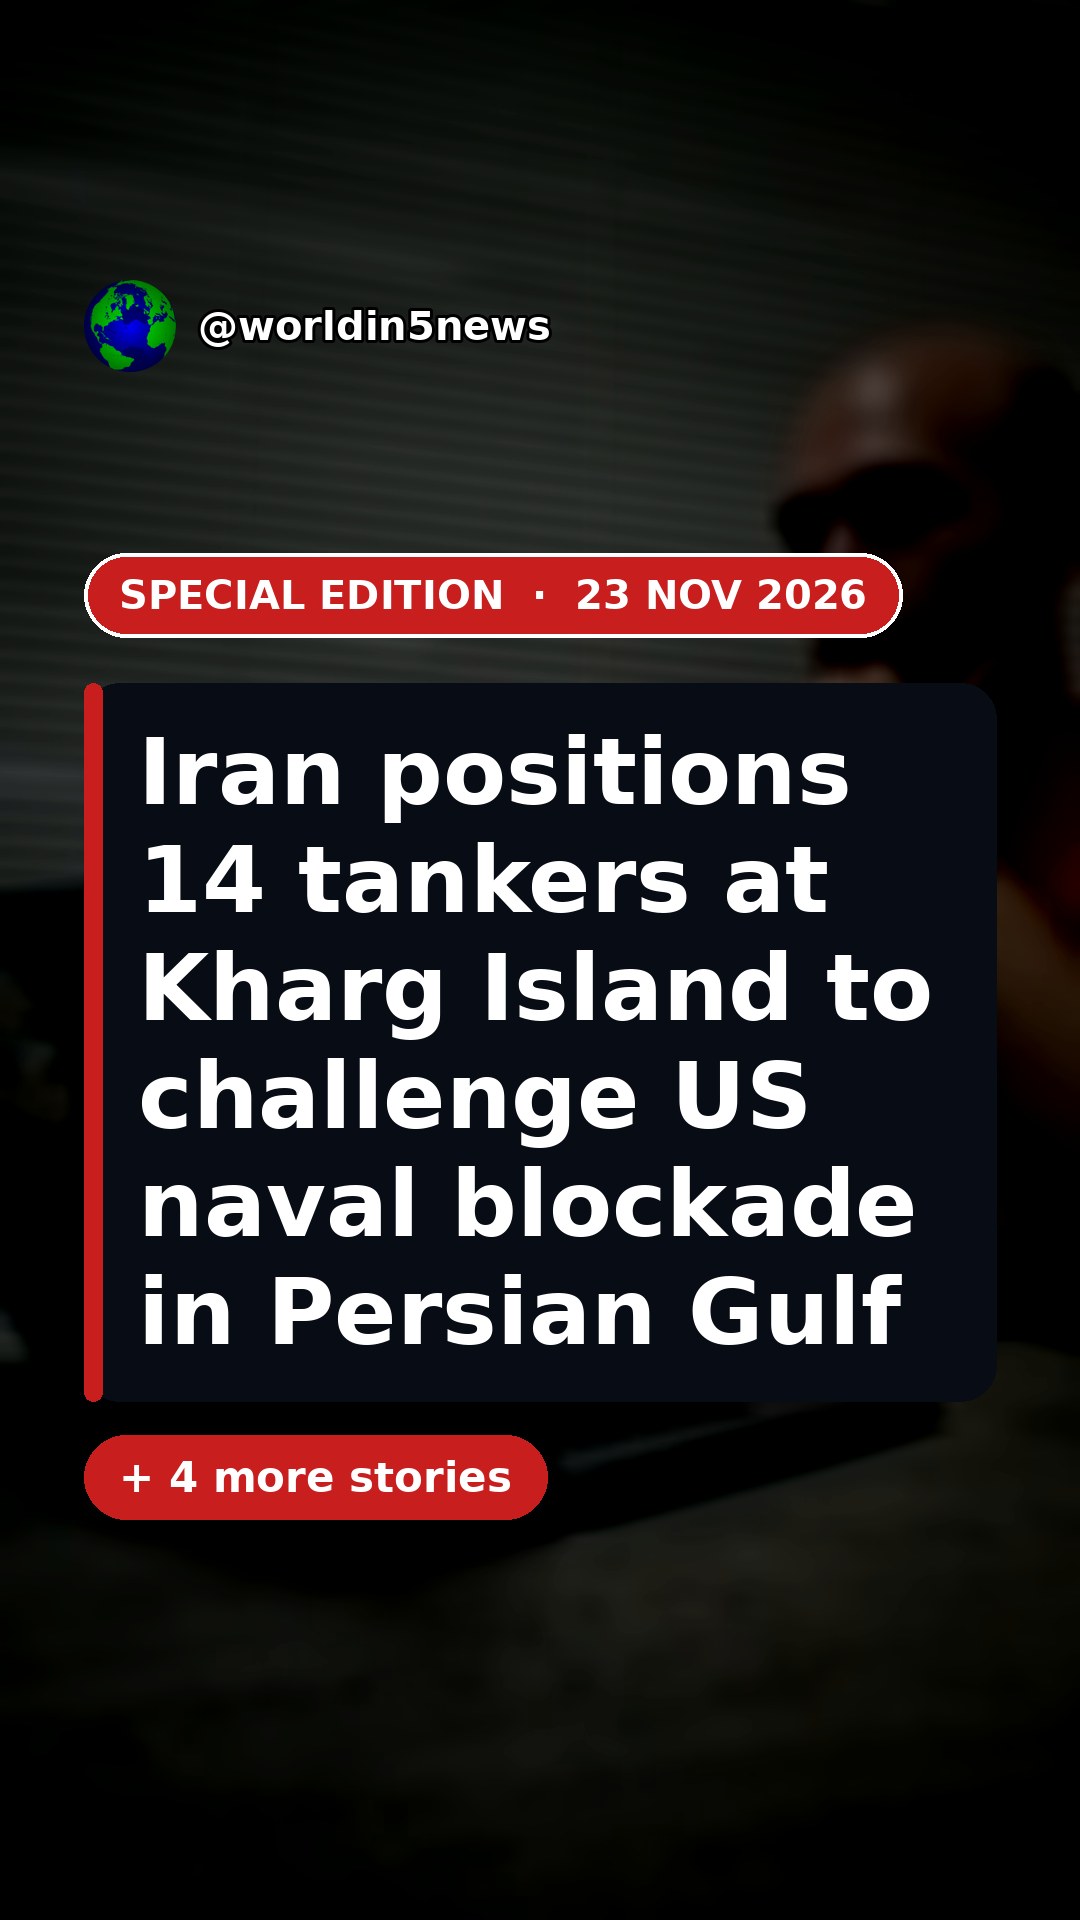 @worldin5news
SPECIAL EDITION · 23 NOV 2026
Iran positions
14 tankers at
Kharg Island to
challenge US
naval blockade
in Persian Gulf
+ 4 more stories